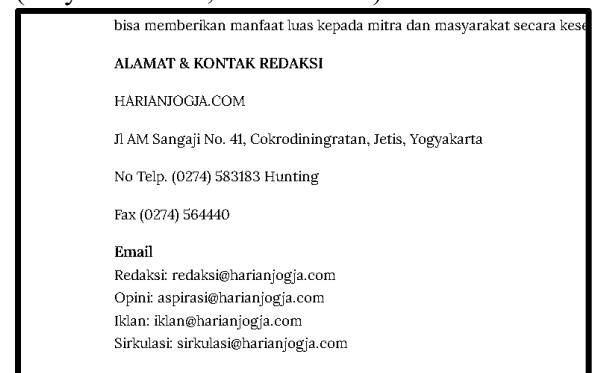 bisa memberikan manfaat luas kepada mitra dan masyarakat secara
ALAMAT & KONTAK REDAKSI
HARIANJOGJA.COM
Jl AM Sangaji No. 41, Cokrodiningratan, Jetis, Yogyakarta
No Telp. (0274) 583183 Hunting
Fax (0274) 564440
Email
Redaksi: redaksi@harianjogja.com
Opini: aspirasi@harianjogja.com
Iklan: iklan@harianjogja.com
Sirkulasi: sirkulasi@harianjogja.com